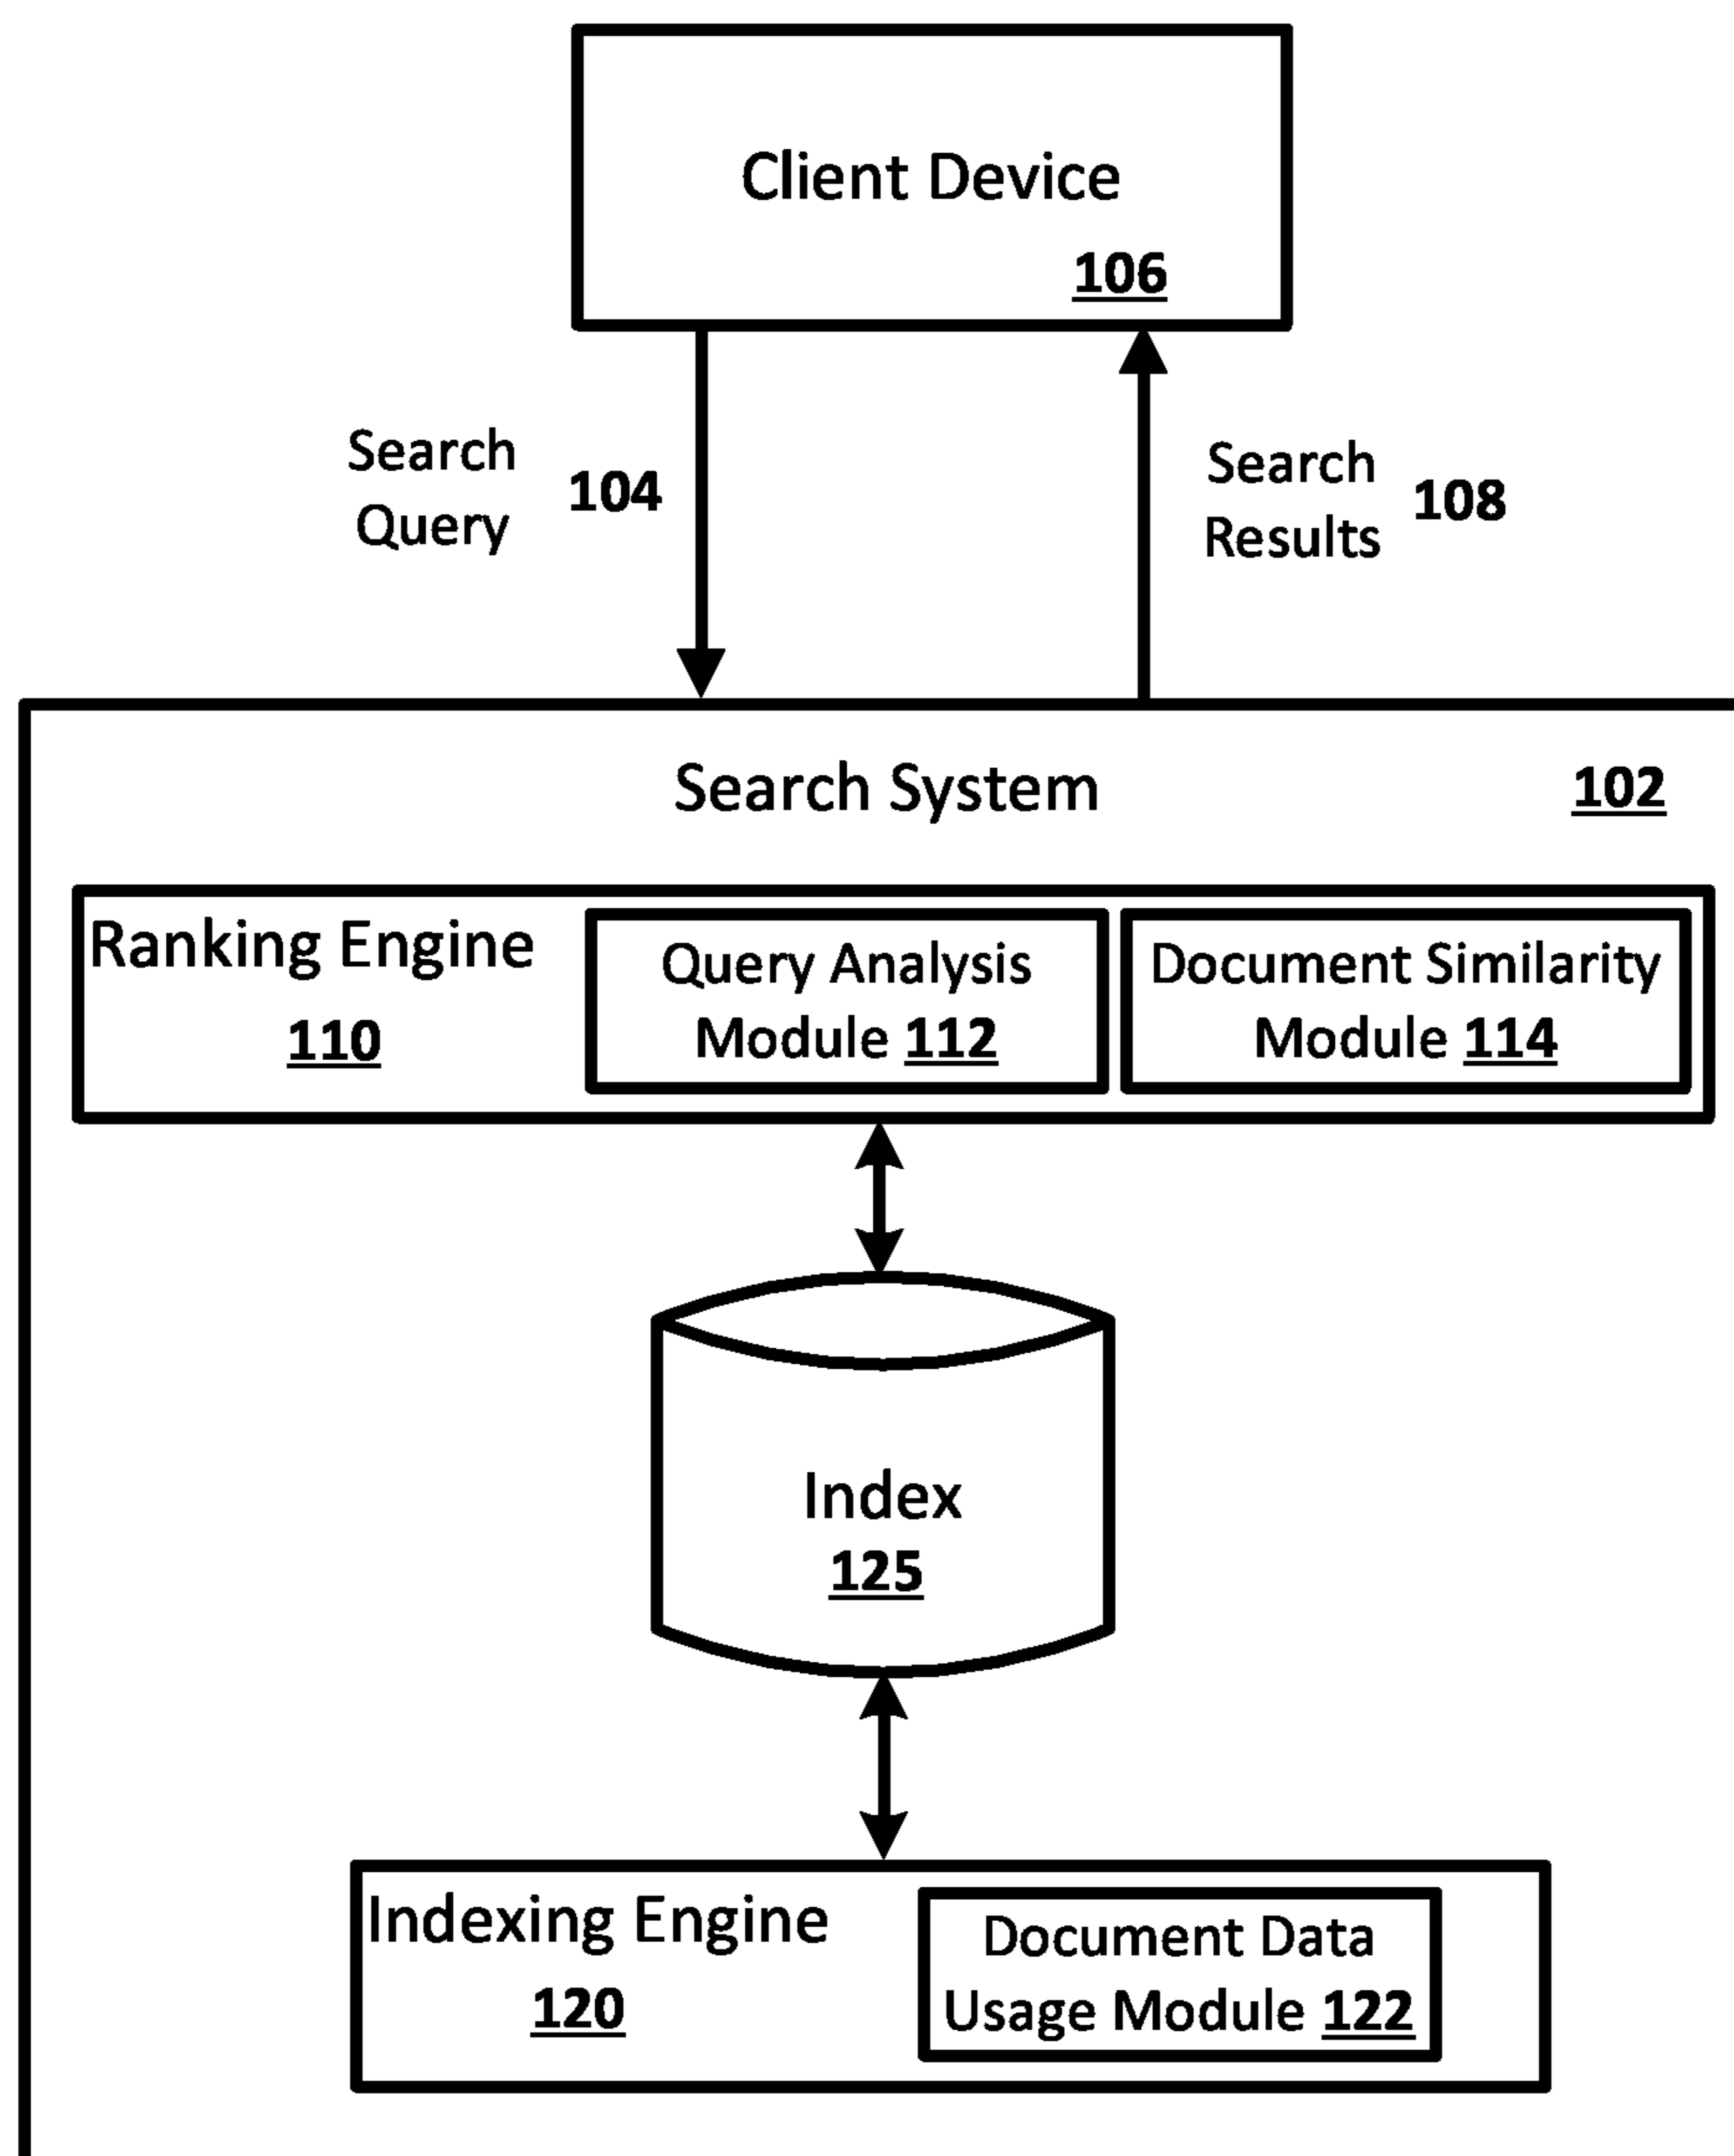 Client Device
106
Search
Query
104
Search
Results
108
Search System
102
Ranking Engine
110
Query Analysis
Module 112
Document Similarity
Module 114
Index
125
Indexing Engine
120
Document Data
Usage Module 122